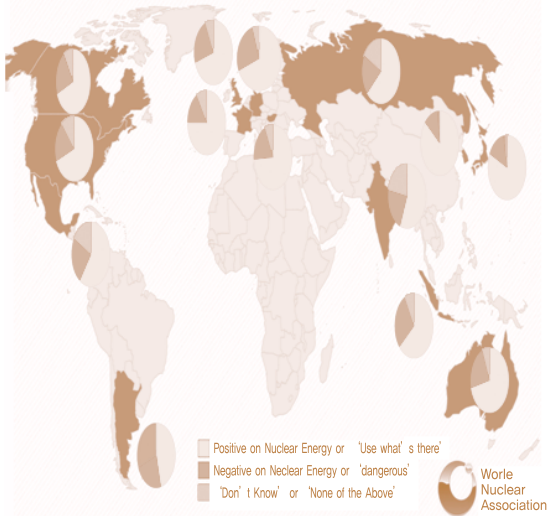 Positive on Nuclear Energy or ‘Use what’s there’
Negative on Neclear Energy or ‘dangerous’
‘Don’t Know’ or ‘None of the Above’
Worle
Nuclear
Association